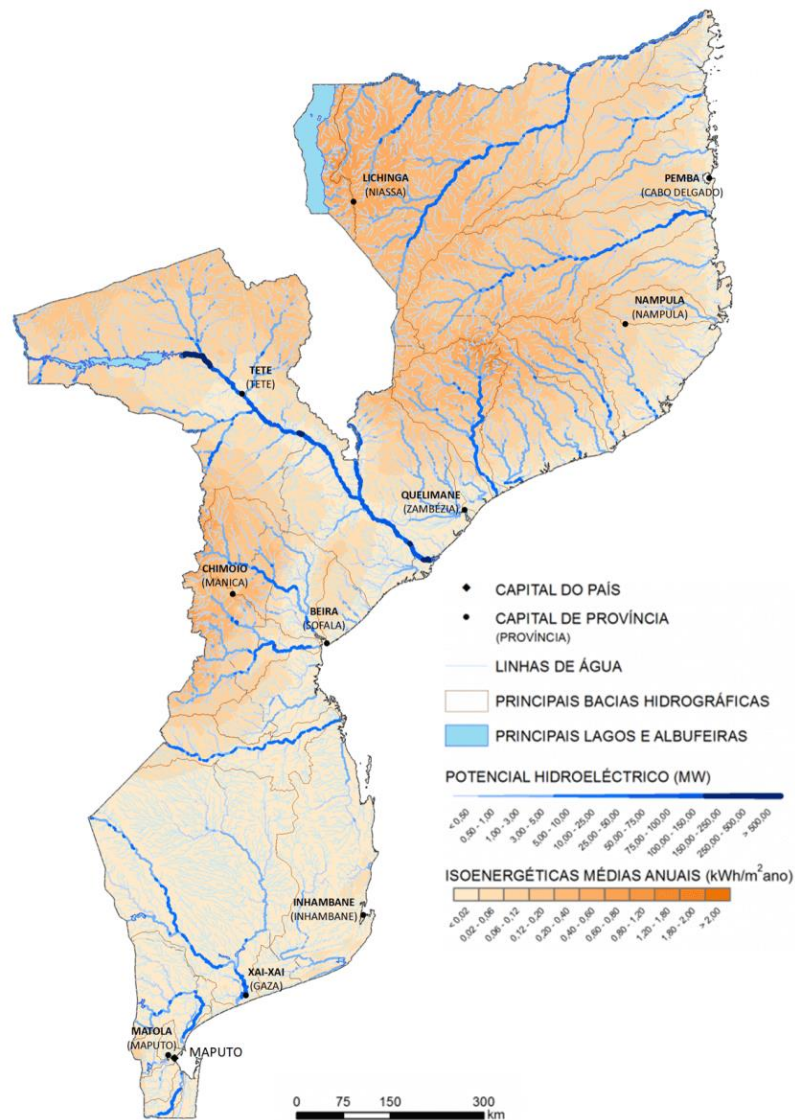 LICHINGA
(NIASSA)
PEMBA
(CABO DELGADO)
NAMPULA
(NAMPULA)
TETE
(TETE)
QUELIMANE
(ZAMBÉZIA)
CHIMOIO
(MANICA)
BEIRA
(SOFALA)
CAPITAL DO PAÍS
CAPITAL DE PROVÍNCIA
(PROVÍNCIA)
LINHAS DE ÁGUA
PRINCIPAIS BACIAS HIDROGRÁFICAS
PRINCIPAIS LAGOS E ALBUFEIRAS
POTENCIAL HIDROELÉCTRICO (MW)
< 0,50
0,50 - 1,00
1,00 - 3,00
3,00 - 5,00
5,00 - 10,00
10,00 - 25,00
25,00 - 50,00
50,00 - 75,00
75,00 - 100,00
100,00 - 150,00
150,00 - 250,00
250,00 - 500,00
> 500,00
ISOENERGÉTICAS MÉDIAS ANUAIS (kWh/m²ano)
< 0,02
0,02 - 0,06
0,06 - 0,12
0,12 - 0,20
0,20 - 0,40
0,40 - 0,60
0,60 - 0,80
0,80 - 1,20
1,20 - 1,80
1,80 - 2,00
> 2,00
INHAMBANE
(INHAMBANE)
XAI-XAI
(GAZA)
MATOLA
(MAPUTO)
MAPUTO
0 75 150 300
km